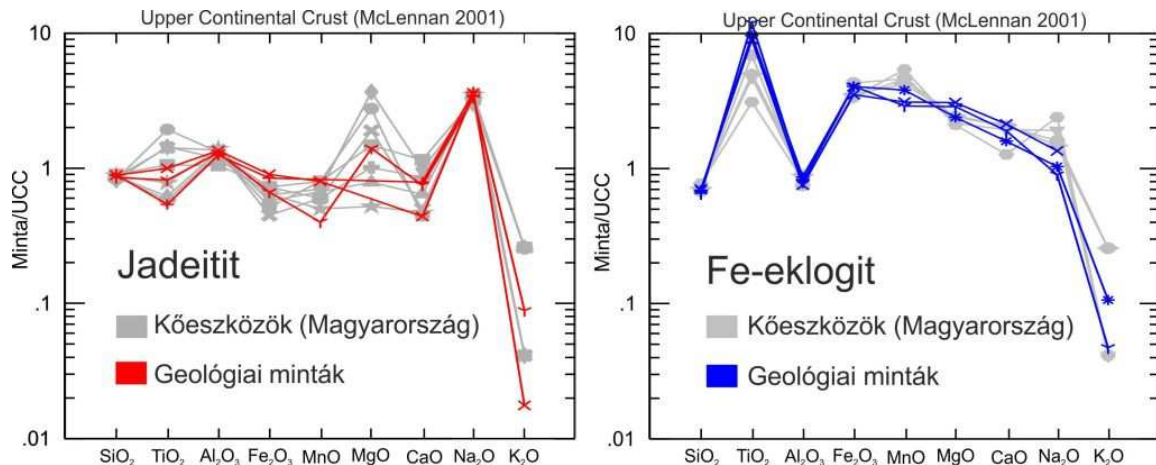 Upper Continental Crust (McLennan 2001)
10
1
.1
.01
Minta/UCC
Jadeitit
Kőeszközök (Magyarország)
Geológiai minták
SiO₂ TiO₂ Al₂O₃ Fe₂O₃ MnO MgO CaO Na₂O K₂O
Upper Continental Crust (McLennan 2001)
10
1
.1
.01
Minta/UCC
Fe-eklogit
Kőeszközök (Magyarország)
Geológiai minták
SiO₂ TiO₂ Al₂O₃ Fe₂O₃ MnO MgO CaO Na₂O K₂O